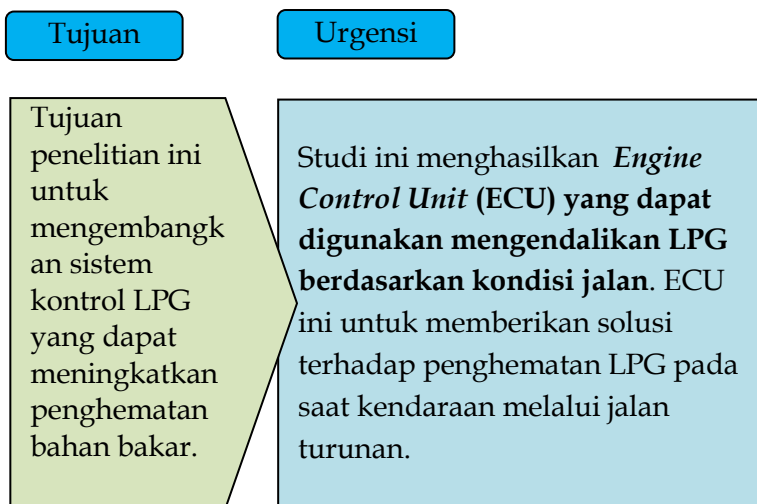 Tujuan
Urgensi
Tujuan
penelitian ini
untuk
mengembangk
an sistem
kontrol LPG
yang dapat
meningkatkan
penghematan
bahan bakar.
Studi ini menghasilkan Engine
Control Unit (ECU) yang dapat
digunakan mengendalikan LPG
berdasarkan kondisi jalan. ECU
ini untuk memberikan solusi
terhadap penghematan LPG pada
saat kendaraan melalui jalan
turunan.